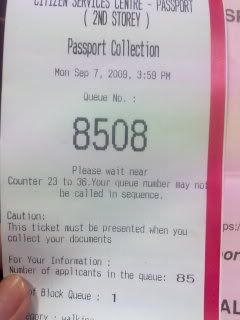 CITIZEN SERVICES CENTRE - PASSPORT
( 2ND STOREY )
Passport Collection
Mon Sep 7, 2009, 3:59 PM
Queue No. :
8508
Please wait near
Counter 23 to 36.Your queue number may not
be called in sequence.
Caution:
This ticket must be presented when you
collect your documents
For Your Information :
Number of applicants in the queue: 85
of Block Queue : 1